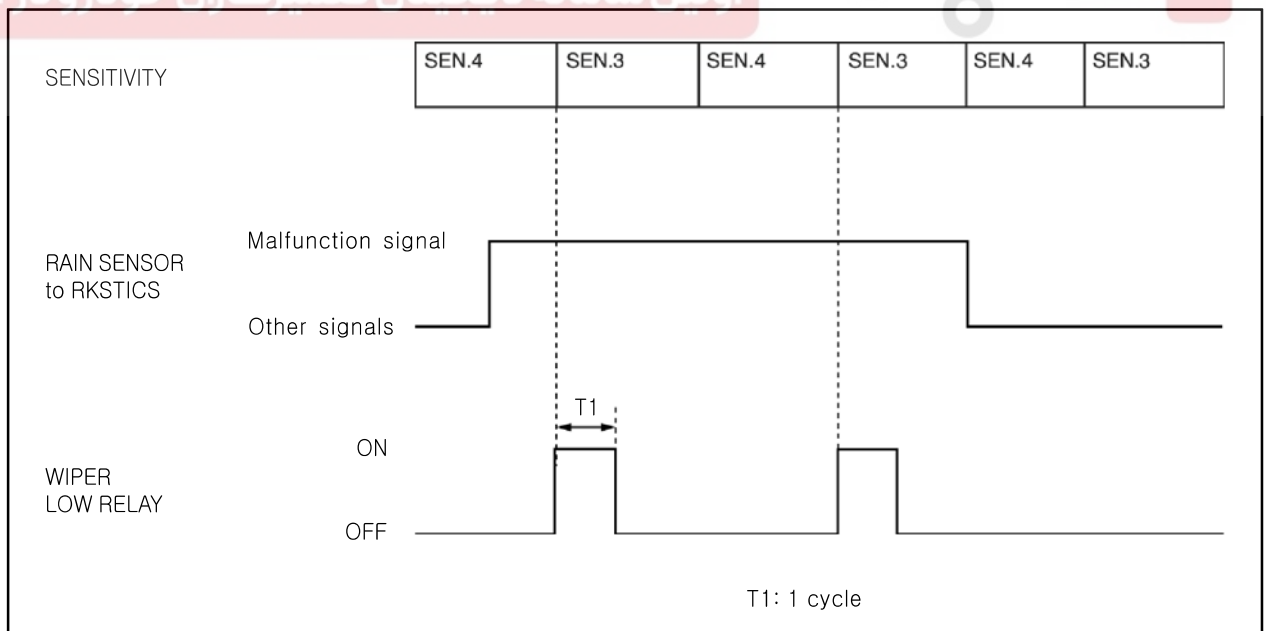 SENSITIVITY
SEN.4 SEN.3 SEN.4 SEN.3 SEN.4 SEN.3
Malfunction signal
RAIN SENSOR
to RKSTICS
Other signals
T1
ON
WIPER
LOW RELAY
OFF
T1: 1 cycle